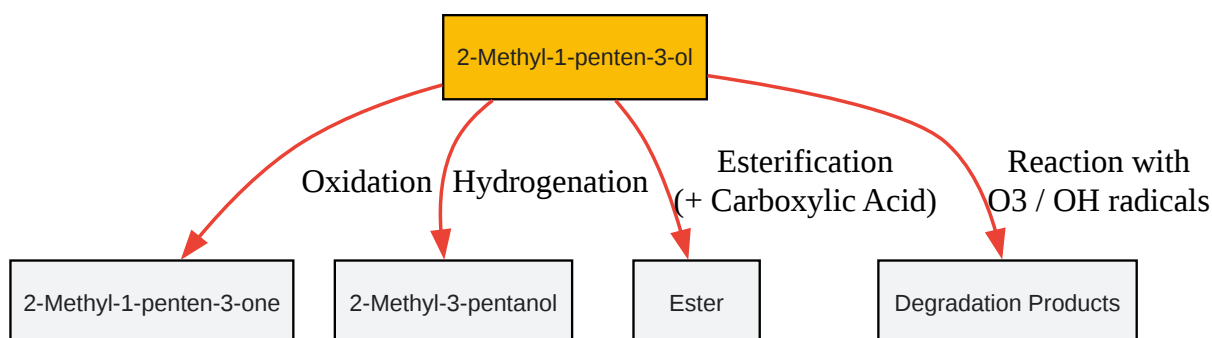 2-Methyl-1-penten-3-ol
Oxidation
Hydrogenation
Esterification
(+ Carboxylic Acid)
Reaction with
O3 / OH radicals
2-Methyl-1-penten-3-one
2-Methyl-3-pentanol
Ester
Degradation Products